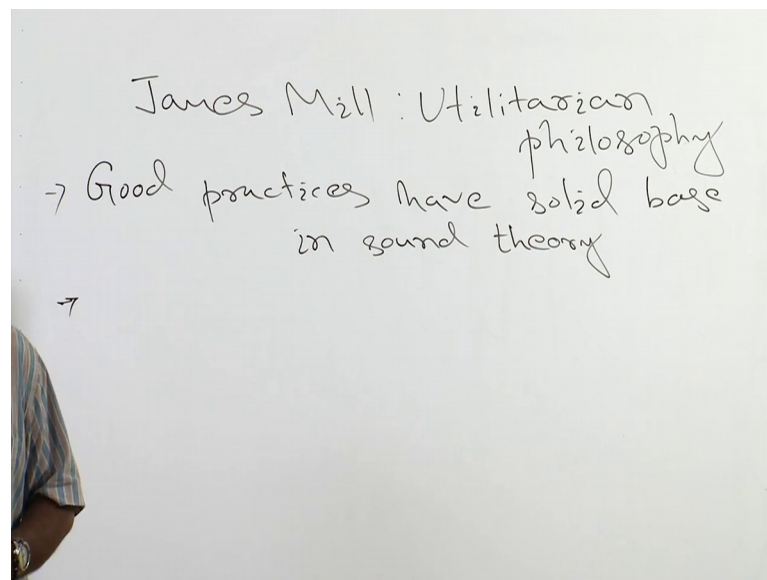 James Mill : Utilitarian
philosophy
→ Good practices have solid base
in sound theory
→